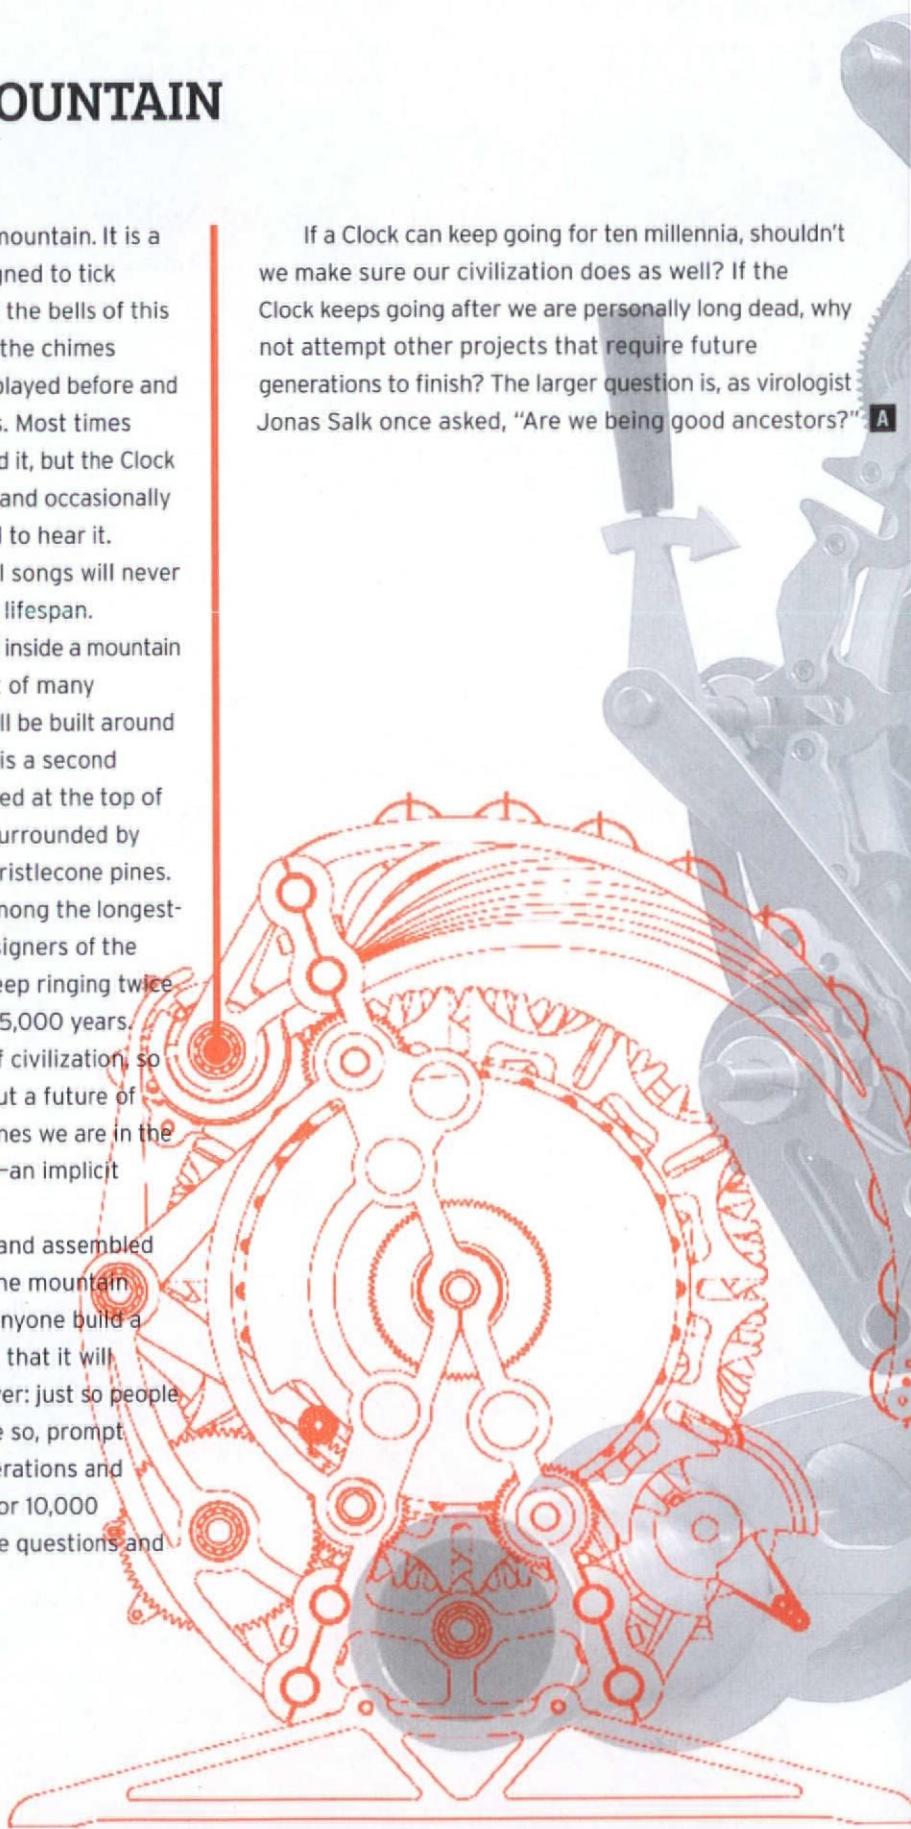 OUNTAIN
mountain. It is a
gned to tick
the bells of this
the chimes
played before and
s. Most times
d it, but the Clock
and occasionally
l to hear it.
l songs will never
lifespan.
inside a mountain
t of many
ll be built around
is a second
ed at the top of
urrounded by
ristlecone pines.
mong the longest-
signers of the
eep ringing twice
5,000 years.
f civilization, so
ut a future of
mes we are in the
–an implicit
and assembled
he mountain
nyone build a
that it will
er: just so people
e so, prompt
erations and
or 10,000
e questions and
If a Clock can keep going for ten millennia, shouldn't
we make sure our civilization does as well? If the
Clock keeps going after we are personally long dead, why
not attempt other projects that require future
generations to finish? The larger question is, as virologist
Jonas Salk once asked, "Are we being good ancestors?" A